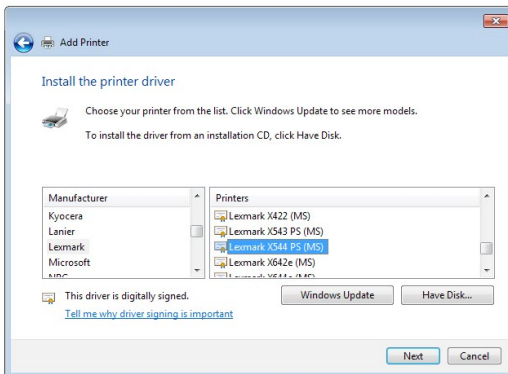 Add Printer
Install the printer driver
Choose your printer from the list. Click Windows Update to see more models.
To install the driver from an installation CD, click Have Disk.
Manufacturer
Kyocera
Lanier
Lexmark
Microsoft
Printers
Lexmark X422 (MS)
Lexmark X543 PS (MS)
Lexmark X544 PS (MS)
Lexmark X642e (MS)
This driver is digitally signed.
Tell me why driver signing is important
Windows Update
Have Disk...
Next
Cancel